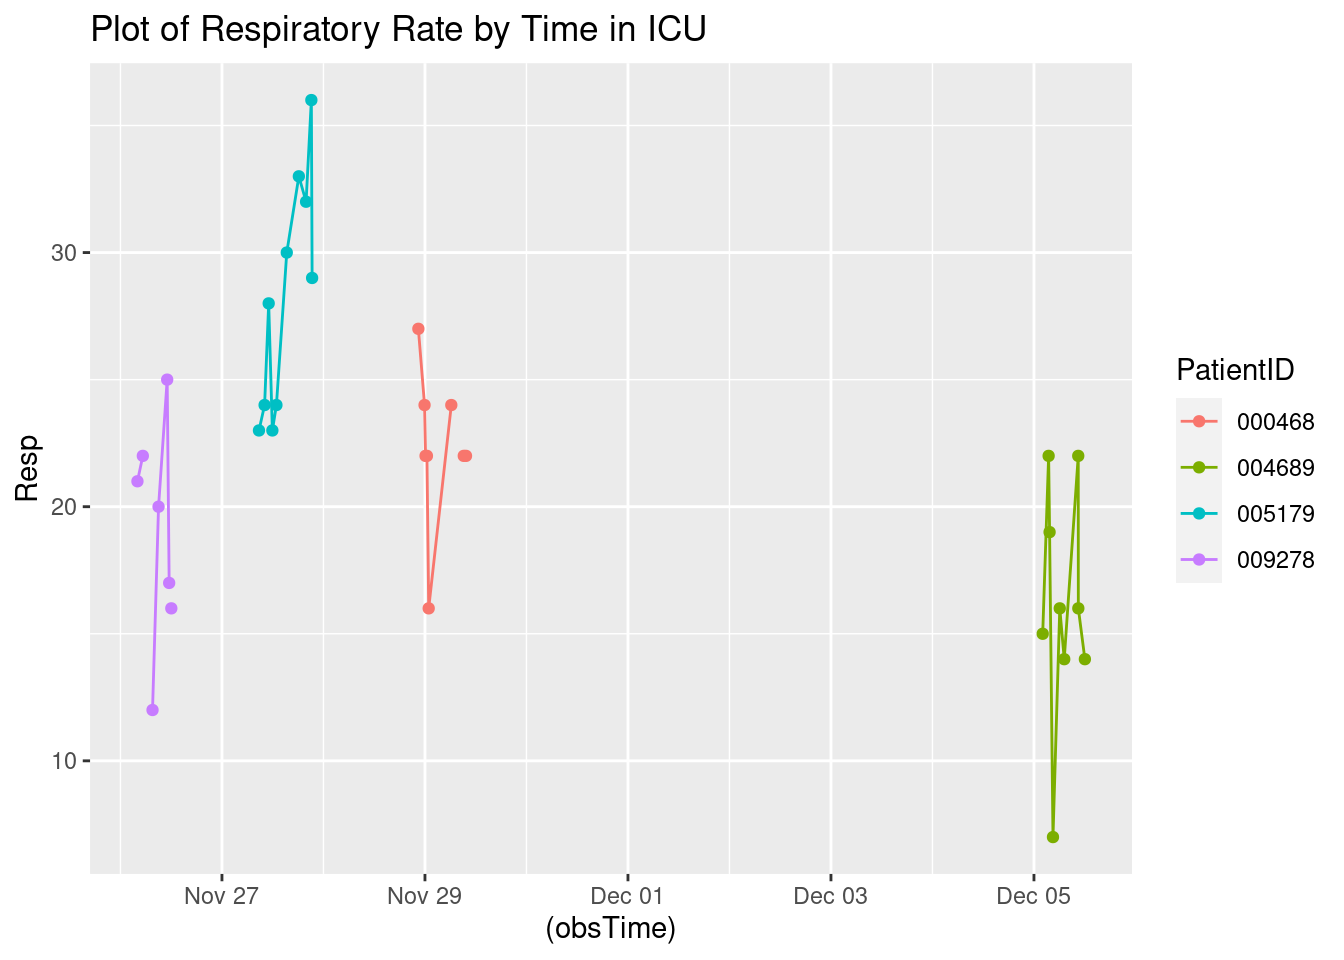 Plot of Respiratory Rate by Time in ICU
Resp
30
20
10
Nov 27
Nov 29
Dec 01
Dec 03
Dec 05
(obsTime)
PatientID
000468
004689
005179
009278